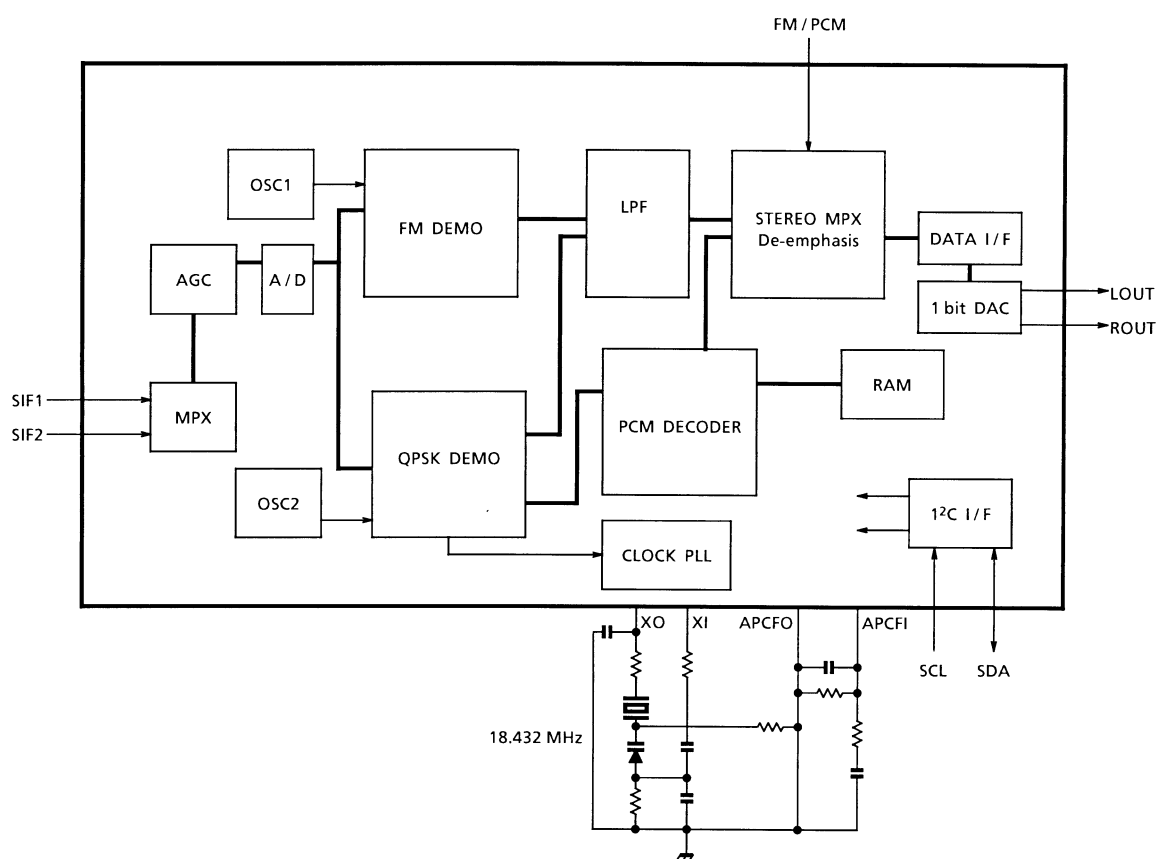 FM / PCM
OSC1
FM DEMO
LPF
STEREO MPX
De-emphasis
DATA I / F
AGC
A / D
1 bit DAC
LOUT
ROUT
SIF1
SIF2
MPX
QPSK DEMO
PCM DECODER
RAM
OSC2
CLOCK PLL
1²C I / F
XO
XI
APCFO
APCFI
SCL
SDA
18.432 MHz